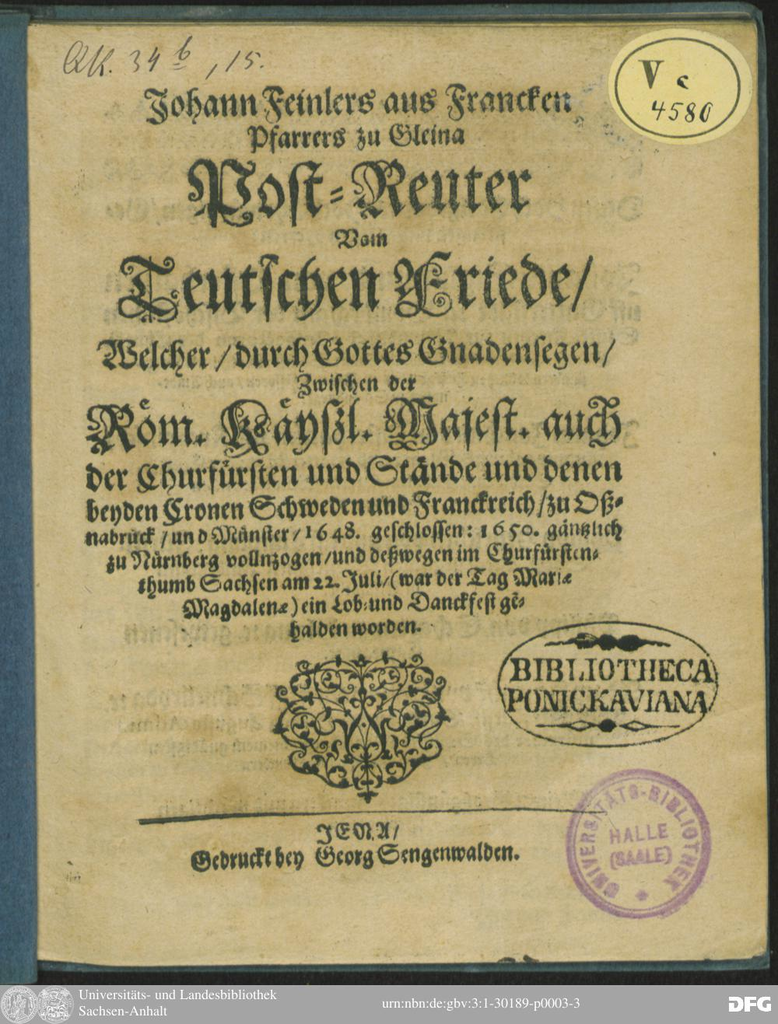 QK. 34 b, 15.
V c
4580
Johann Feinlers aus Francken
Pfarrers zu Gleina
Post-Reuter
Vom
Teutschen Friede/
Welcher/durch Gottes Gnadensegen/
Zwischen der
Röm. Käyßl. Majest. auch
der Churfürsten und Stände und denen
beyden Cronen Schweden und Franckreich/zu Oß-
nabrück/und Münster/1648. geschlossen: 1650. gäntzlich
zu Nürnberg vollnzogen/und deßwegen im Churfürsten-
thumb Sachsen am 22. Juli/(war der Tag Mariæ
Magdalenæ) ein Lob-und Danckfest ge-
halden worden.
BIBLIOTHECA
PONICKAVIANA
JENA/
Gedruckt bey Georg Sengenwalden.
UNIVERSITÄTS-BIBLIOTHEK
HALLE
(SAALE)
Universitäts- und Landesbibliothek
Sachsen-Anhalt
urn:nbn:de:gbv:3:1-30189-p0003-3
DFG